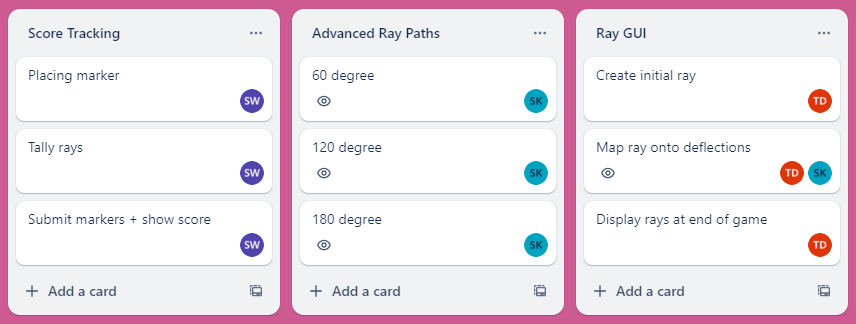 Score Tracking
Placing marker
SW
Tally rays
SW
Submit markers + show score
SW
Add a card
Advanced Ray Paths
60 degree
SK
120 degree
SK
180 degree
SK
Add a card
Ray GUI
Create initial ray
TD
Map ray onto deflections
TD SK
Display rays at end of game
TD
Add a card